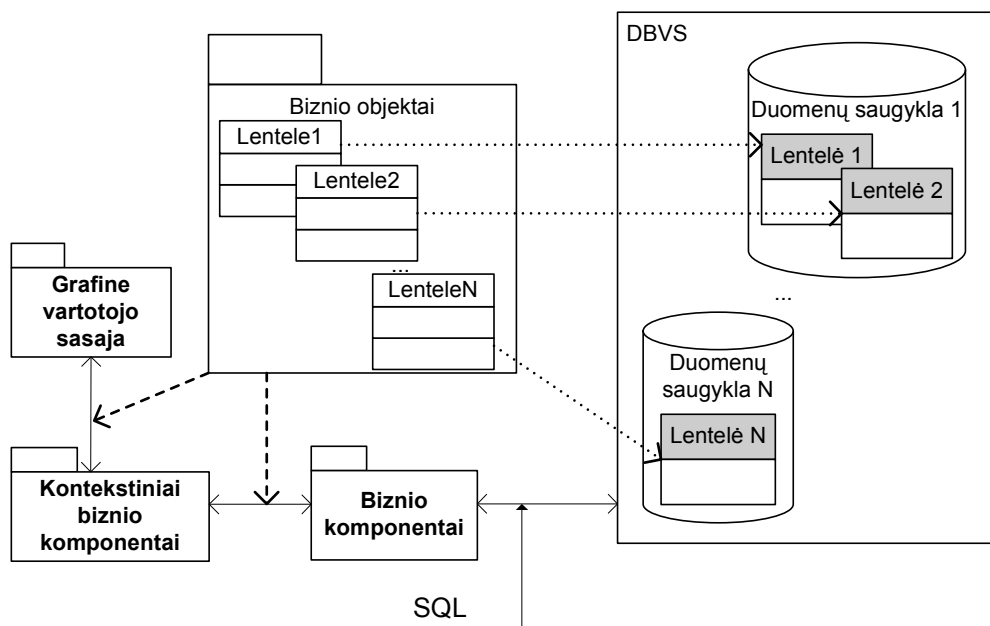 DBVS
Duomenų saugykla 1
Lentelė 1
Lentelė 2
...
Duomenų
saugykla N
Lentelė N
Biznio objektai
Lentele1
Lentele2
...
LenteleN
Grafine
vartotojo
sasaja
Kontekstiniai
biznio
komponentai
Biznio
komponentai
SQL